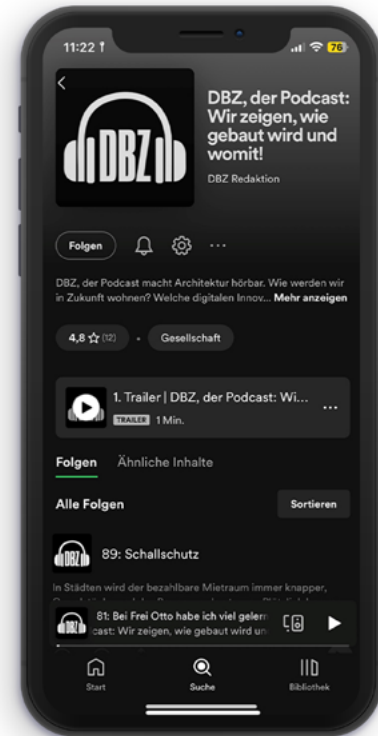 11:22
76
DBZ
DBZ, der Podcast:
Wir zeigen, wie
gebaut wird und
womit!
DBZ Redaktion
Folgen
DBZ, der Podcast macht Architektur hörbar. Wie werden wir
in Zukunft wohnen? Welche digitalen Innov... Mehr anzeigen
4,8 (12) • Gesellschaft
1. Trailer | DBZ, der Podcast: Wi...
TRAILER 1 Min.
Folgen Ähnliche Inhalte
Alle Folgen Sortieren
DBZ
89: Schallschutz
In Städten wird der bezahlbare Mietraum immer knapper,
DBZ
81: Bei Frei Otto habe ich viel gelern
cast: Wir zeigen, wie gebaut wird un
Start Suche Bibliothek